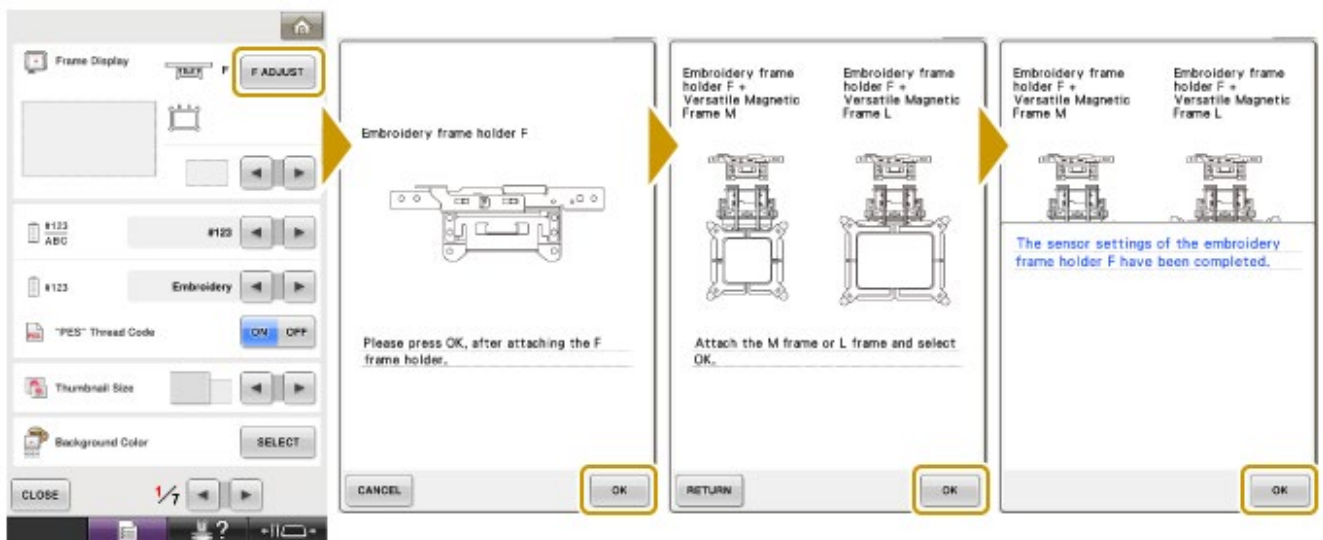 Frame Display
F
F ADJUST
#123
ABC
#123
#123
Embroidery
"PES" Thread Code
ON OFF
Thumbnail Size
Background Color
SELECT
CLOSE
1/7
?
Embroidery frame holder F
Please press OK, after attaching the F
frame holder.
CANCEL
OK
Embroidery frame
holder F +
Versatile Magnetic
Frame M
Embroidery frame
holder F +
Versatile Magnetic
Frame L
Attach the M frame or L frame and select
OK.
RETURN
OK
Embroidery frame
holder F +
Versatile Magnetic
Frame M
Embroidery frame
holder F +
Versatile Magnetic
Frame L
The sensor settings of the embroidery
frame holder F have been completed.
OK